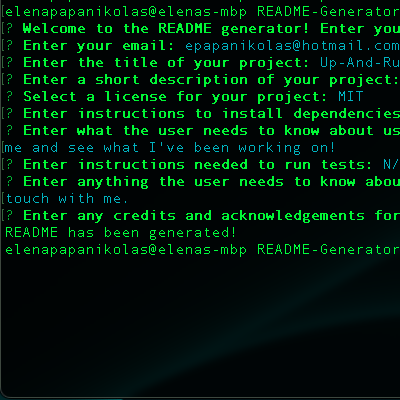 [elenapapanikolas@elenas-mbp README-Generator
[? Welcome to the README generator! Enter you
[? Enter your email: epapanikolas@hotmail.com
[? Enter the title of your project: Up-And-Ru
[? Enter a short description of your project:
? Select a license for your project: MIT
[? Enter instructions to install dependencies
[? Enter what the user needs to know about us
[me and see what I've been working on!
[? Enter instructions needed to run tests: N/
[? Enter anything the user needs to know abou
[touch with me.
[? Enter any credits and acknowledgements for
README has been generated!
elenapapanikolas@elenas-mbp README-Generator